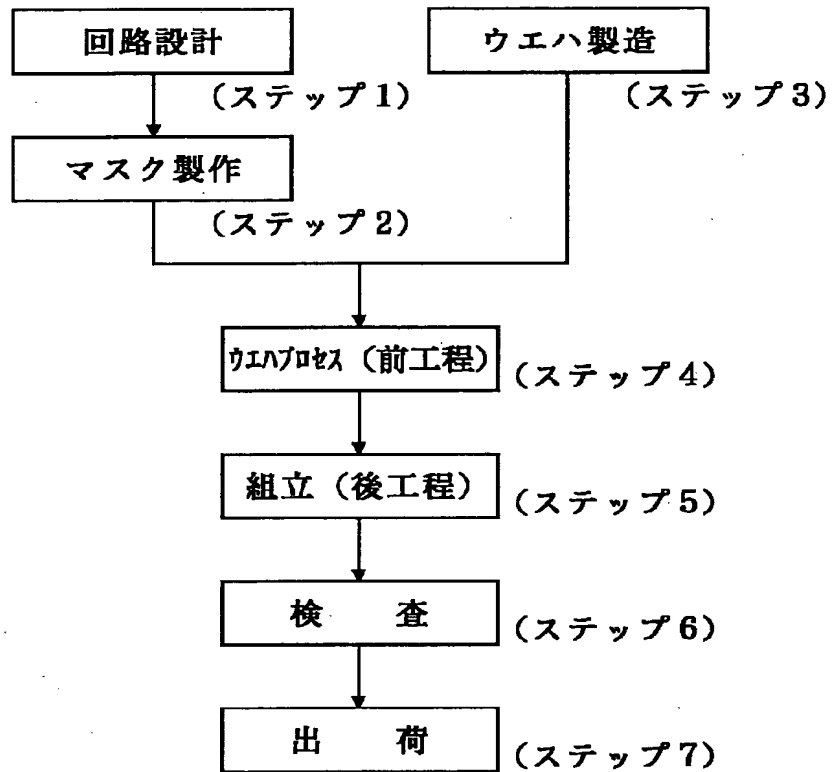 回路設計
(ステップ1)
マスク製作
(ステップ2)
ウエハ製造
(ステップ3)
ｳｴﾊﾌﾟﾛｾｽ (前工程)
(ステップ4)
組立 (後工程)
(ステップ5)
検 査
(ステップ6)
出 荷
(ステップ7)